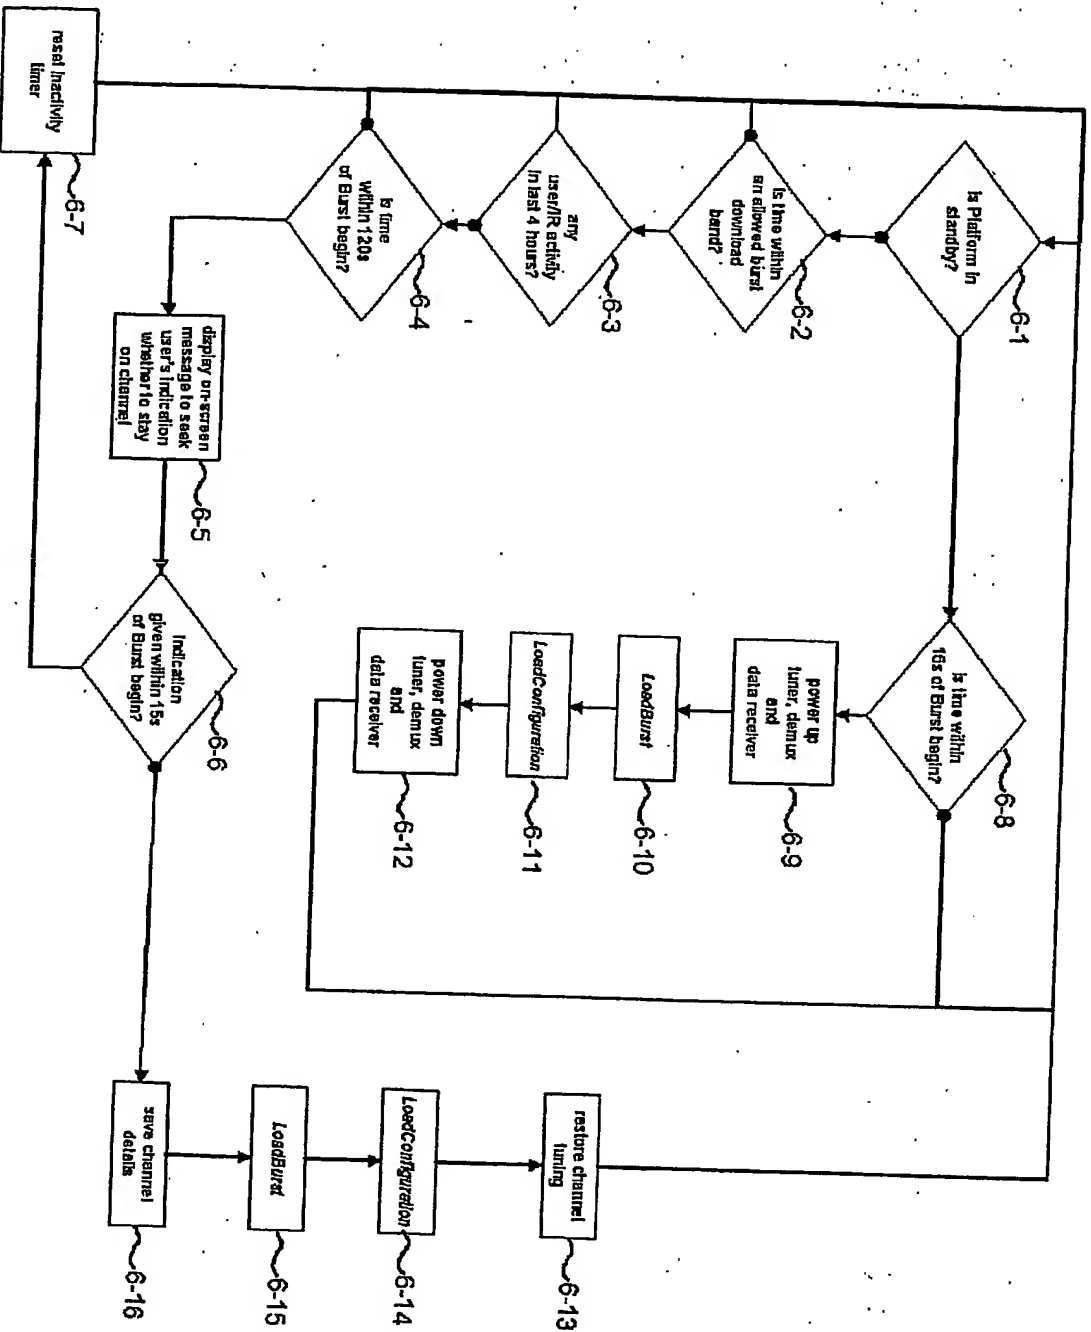 Is Platform in
standby?
6-1
Is time within
an allowed burst
download
band?
6-2
any
user/IR activity
in last 4 hours?
6-3
Is time
within 120s
of Burst begin?
6-4
display on-screen
message to seek
user's indication
whether to stay
on channel
6-5
Indication
given within 15s
of Burst begin?
6-6
reset inactivity
timer
6-7
Is time within
15s of Burst begin?
6-8
power up
tuner, demux
and
data receiver
6-9
LoadBurst
6-10
LoadConfiguration
6-11
power down
tuner, demux
and
data receiver
6-12
restore channel
tuning
6-13
LoadConfiguration
6-14
LoadBurst
6-15
save channel
details
6-16